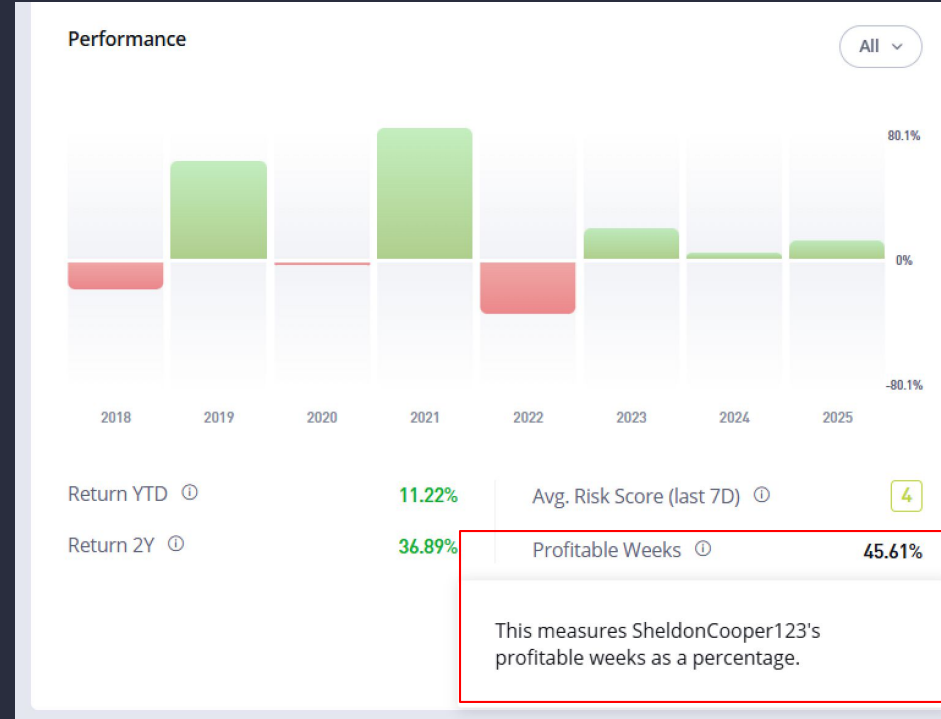 Performance
All
80.1%
0%
-80.1%
2018 2019 2020 2021 2022 2023 2024 2025
Return YTD 11.22%
Avg. Risk Score (last 7D) 4
Return 2Y 36.89%
Profitable Weeks 45.61%
This measures SheldonCooper123's
profitable weeks as a percentage.